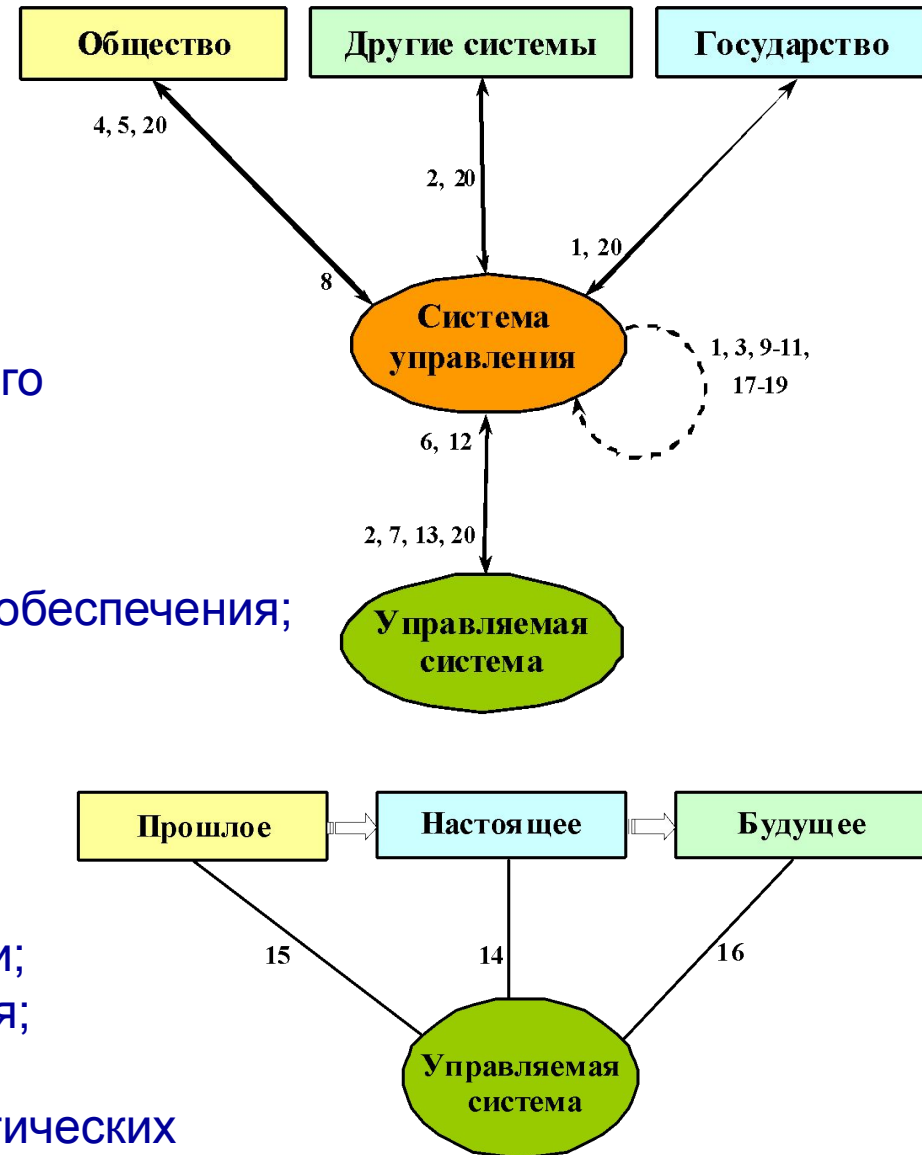 Общество
Другие системы
Государство
4, 5, 20
2, 20
1, 20
8
Система
управления
1, 3, 9-11,
17-19
го
6, 12
2, 7, 13, 20
обеспечения;
Управляемая
система
Прошлое
Настоящее
Будущее
15
14
16
и;
я;
Управляемая
система
тических